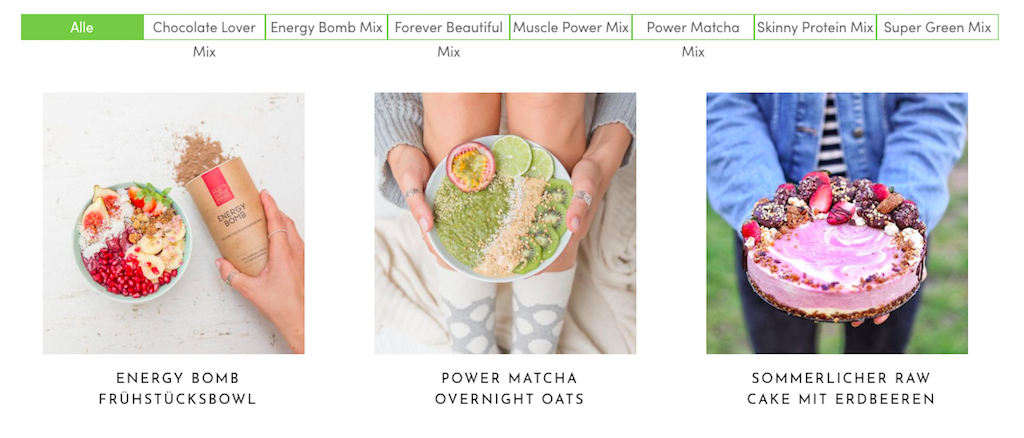 Alle
Chocolate Lover
Mix
Energy Bomb Mix
Forever Beautiful
Mix
Muscle Power Mix
Power Matcha
Mix
Skinny Protein Mix
Super Green Mix
ENERGY
BOMB
ENERGY BOMB
FRÜHSTÜCKSBOWL
POWER MATCHA
OVERNIGHT OATS
SOMMERLICHER RAW
CAKE MIT ERDBEEREN